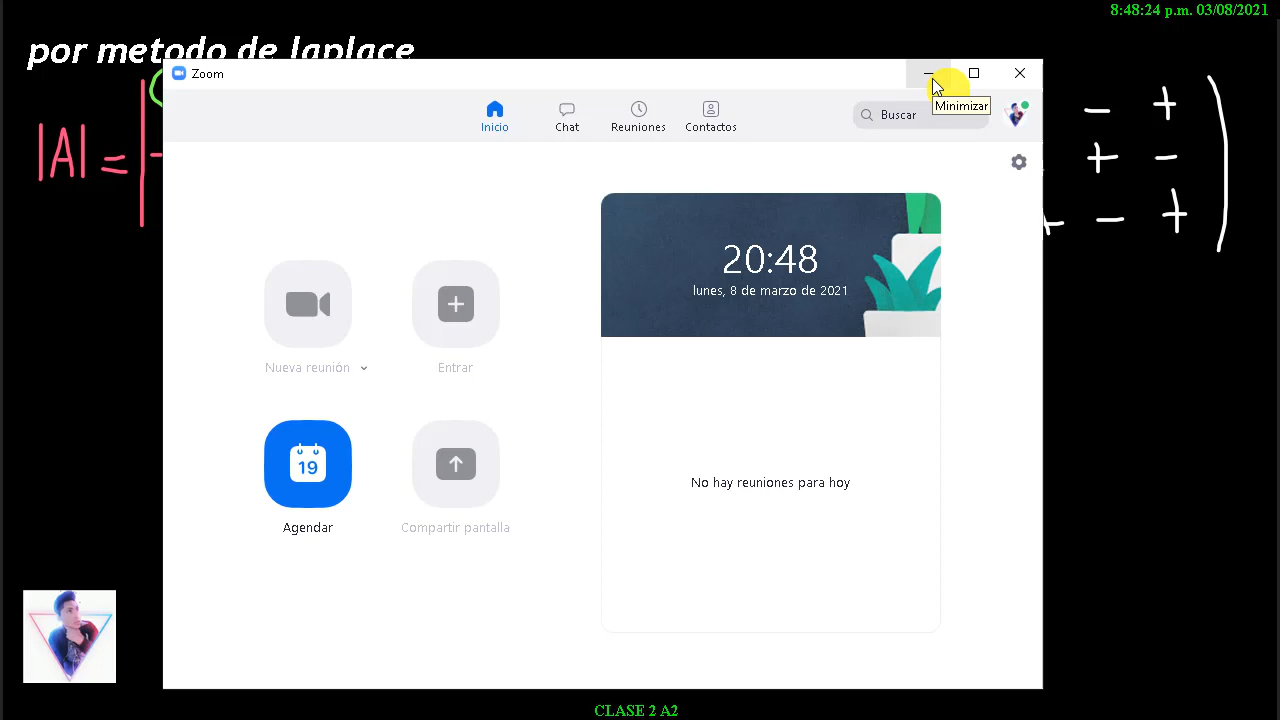 8:48:24 p.m. 03/08/2021
por metodo de laplace
Zoom
Minimizar
Inicio
Chat
Reuniones
Contactos
Buscar
|A| =
- +
+ -
+ - +
20:48
lunes, 8 de marzo de 2021
Nueva reunión
Entrar
19
Agendar
Compartir pantalla
No hay reuniones para hoy
CLASE 2 A2